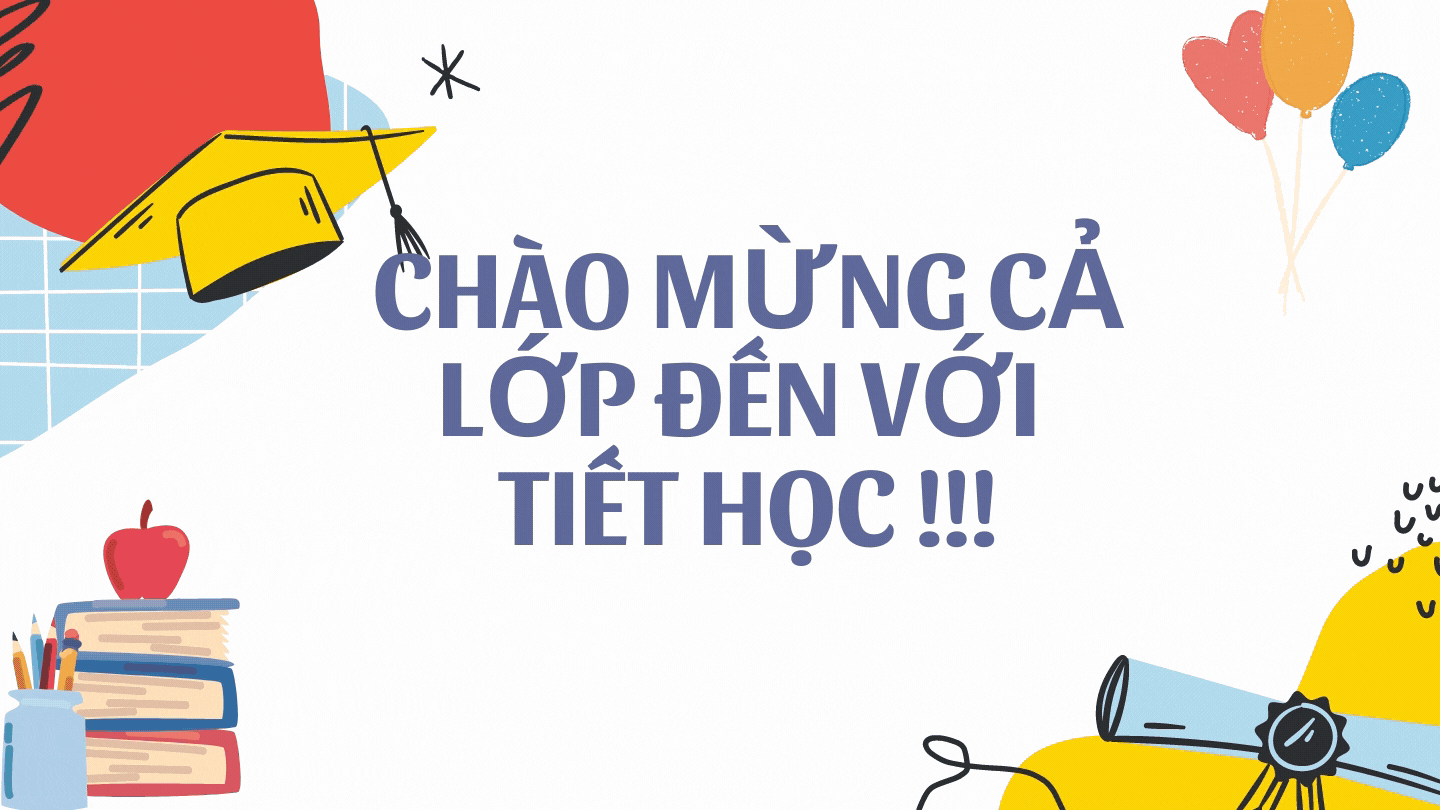 CHÀO MỪNG CẢ
LỚP ĐẾN VỚI
TIẾT HỌC !!!